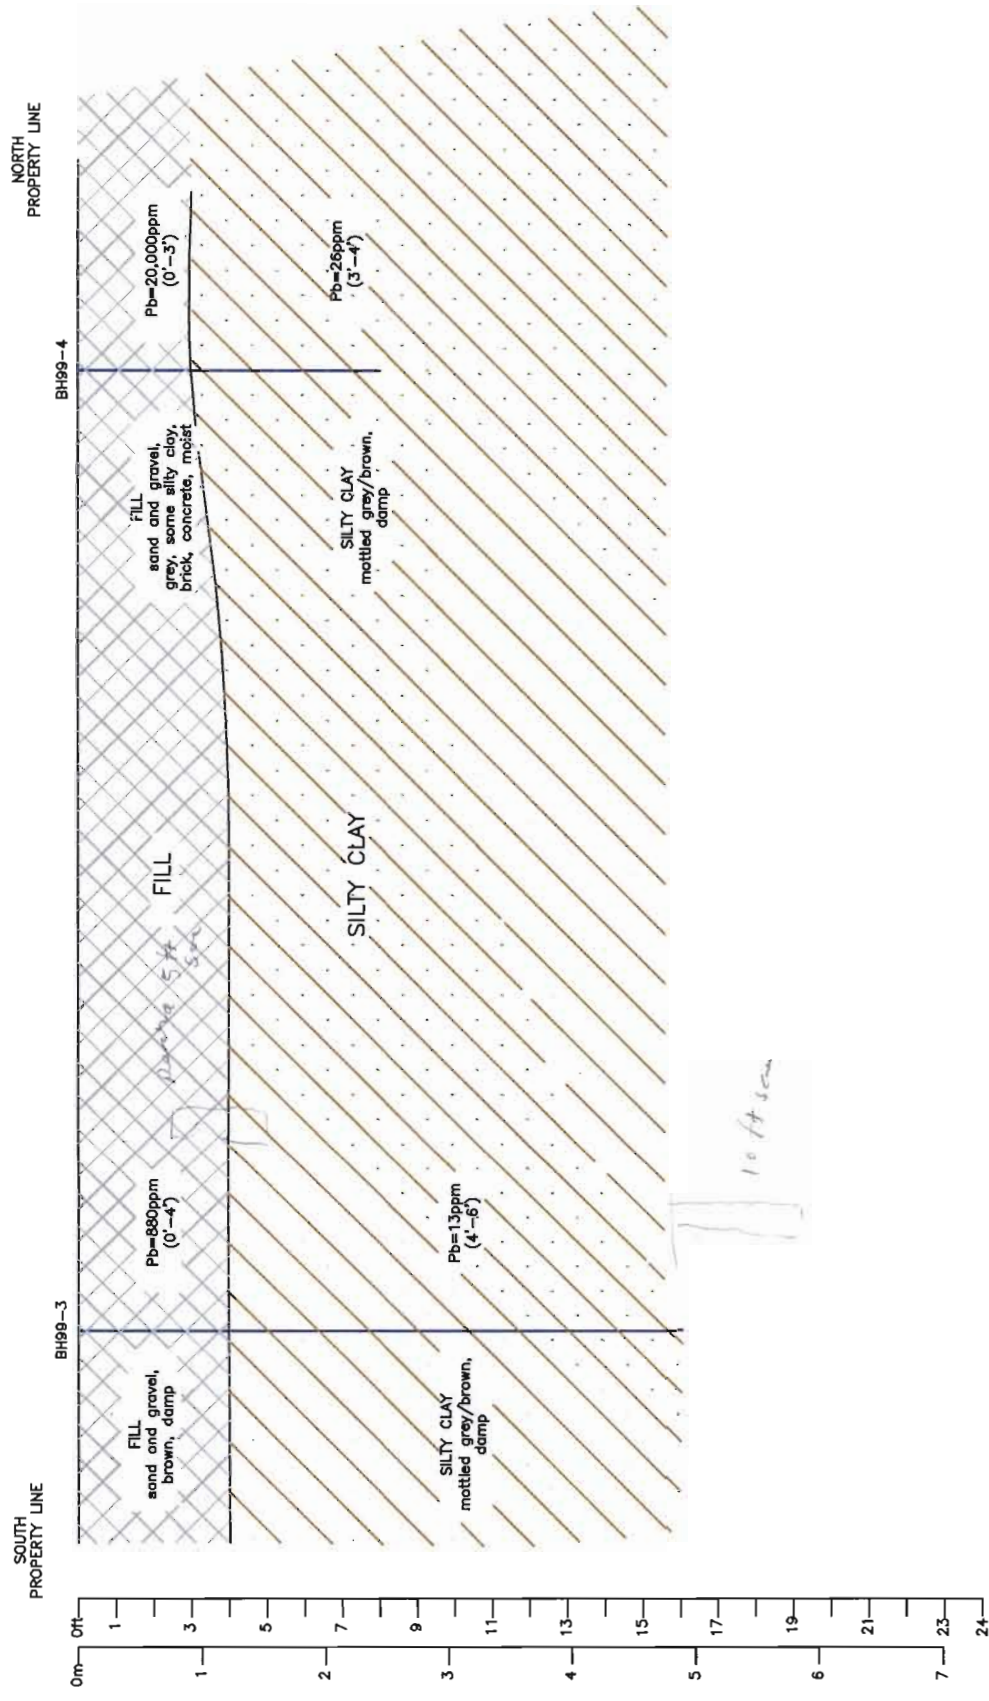 SOUTH
PROPERTY LINE
NORTH
PROPERTY LINE
BH99-3
BH99-4
FILL
sand and gravel,
brown, damp
Pb=880ppm
(0'-4')
5 ft
FILL
FILL
sand and gravel,
grey, some silty clay,
brick, concrete, moist
Pb=20,000ppm
(0'-3')
SILTY CLAY
mottled grey/brown,
damp
Pb=13ppm
(4'-6')
SILTY CLAY
SILTY CLAY
mottled grey/brown,
damp
Pb=26ppm
(3'-4')
10 ft
0m
1
2
3
4
5
6
7
0ft
1
3
5
7
9
11
13
15
17
19
21
23
24